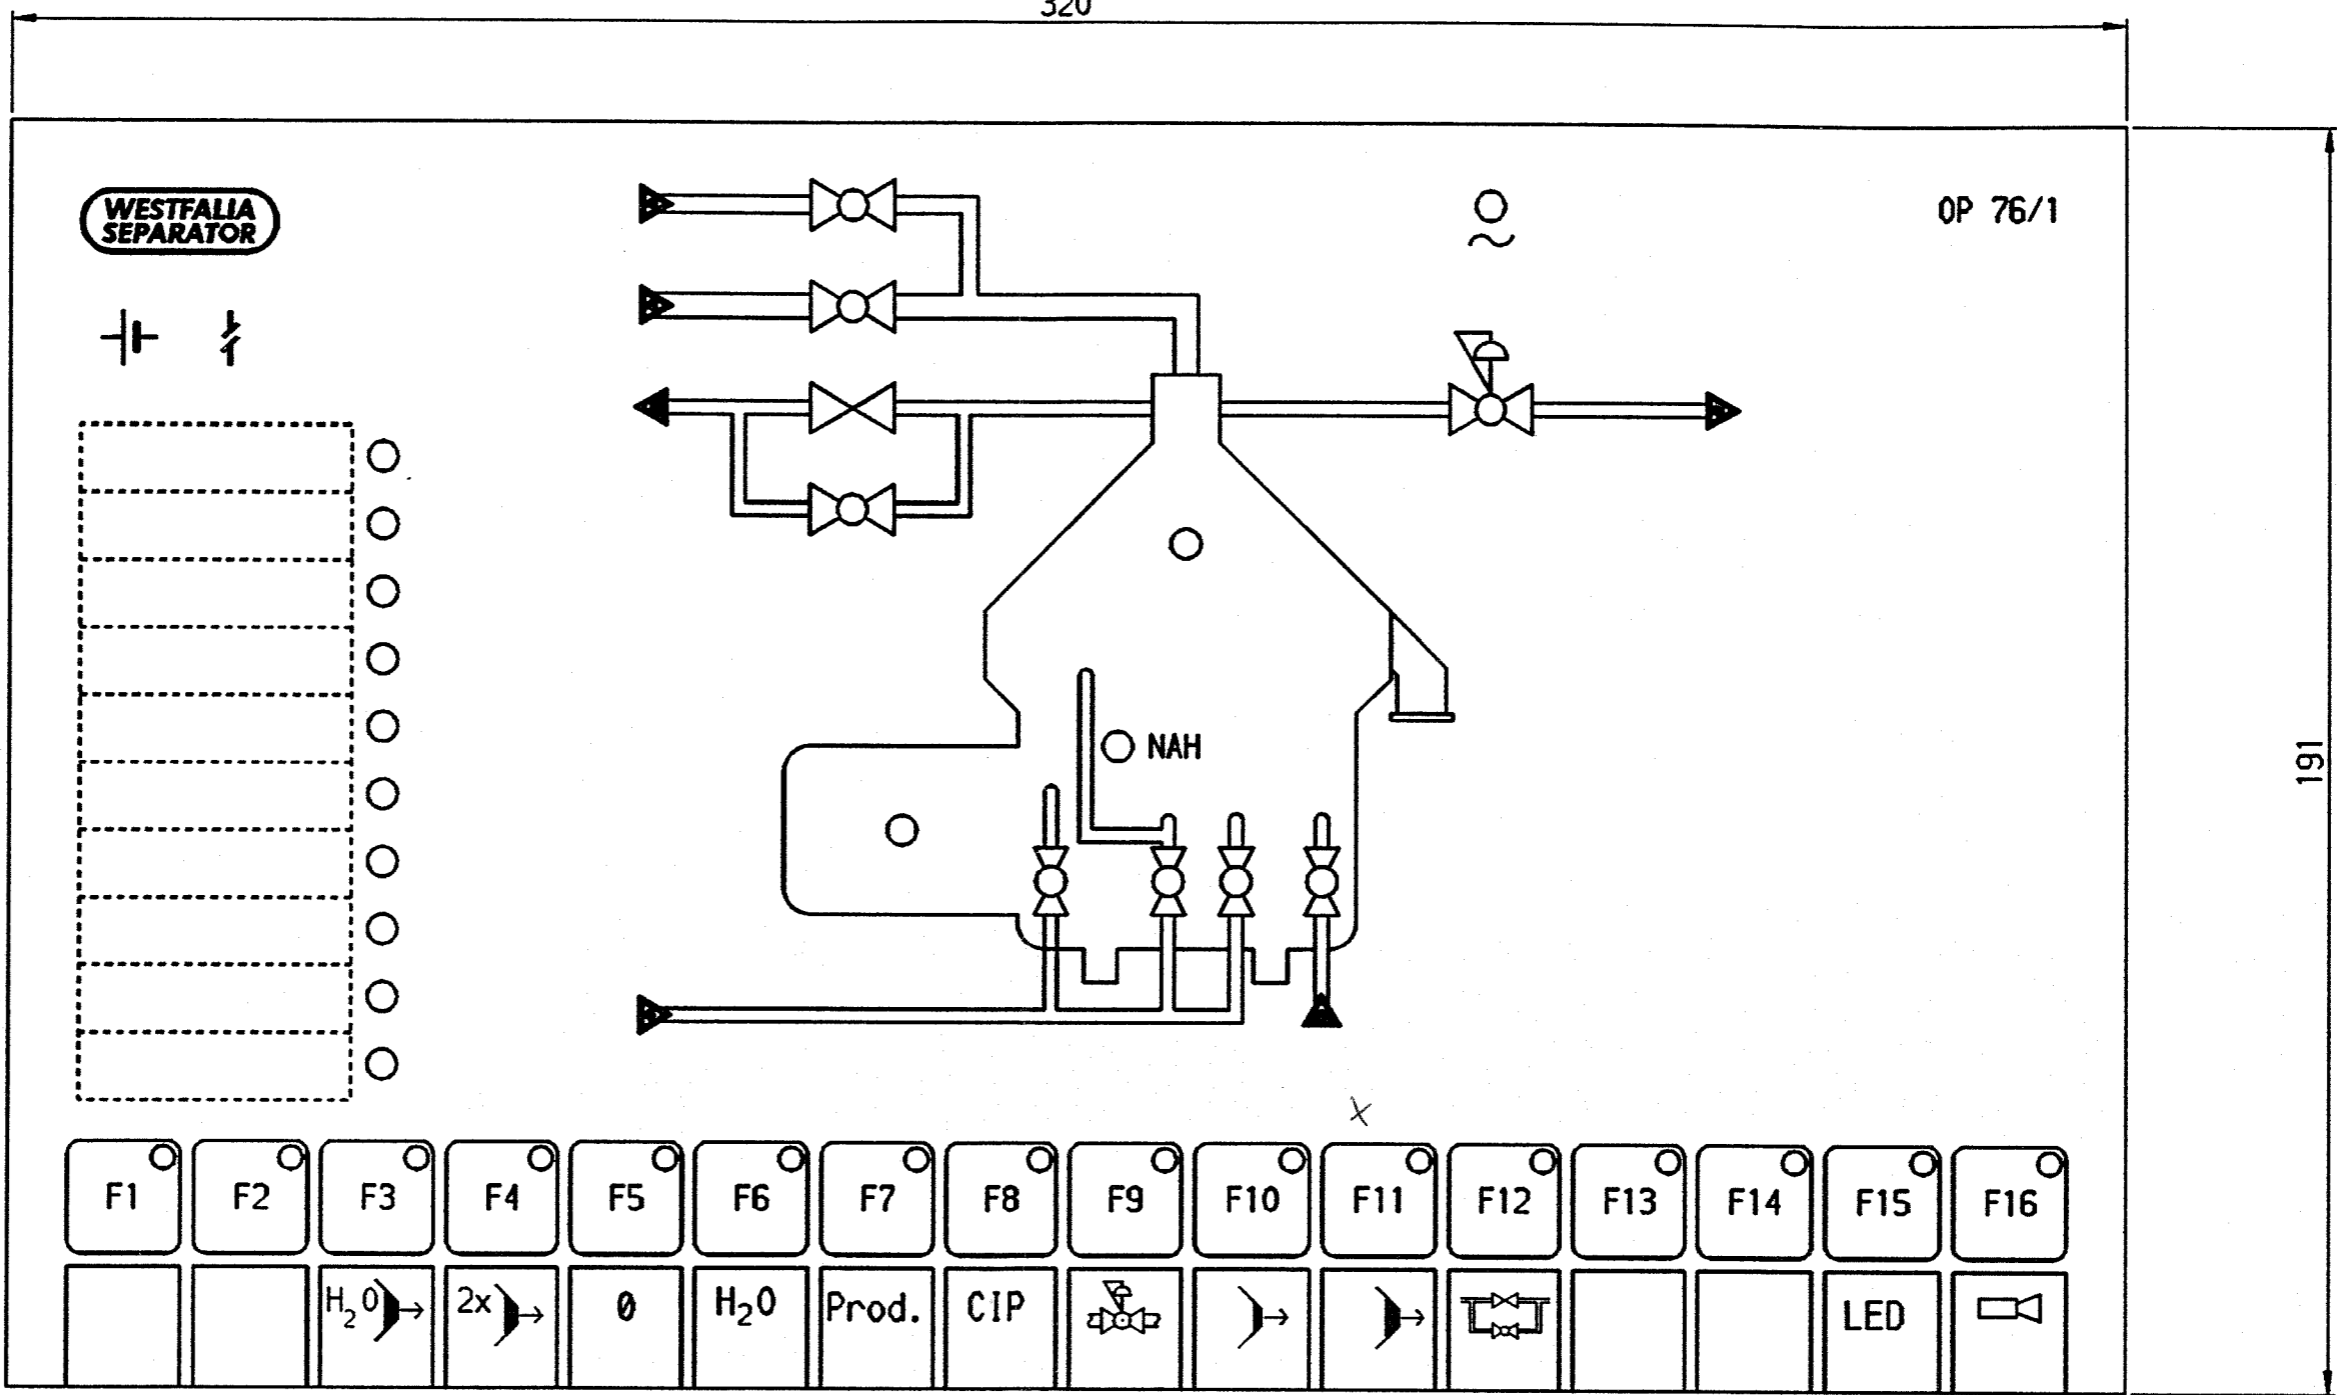 320
WESTFALIA
SEPARATOR
OP 76/1
NAH
191
X
F1 F2 F3 F4 F5 F6 F7 F8 F9 F10 F11 F12 F13 F14 F15 F16
H₂O 2x 0 H₂O Prod. CIP LED